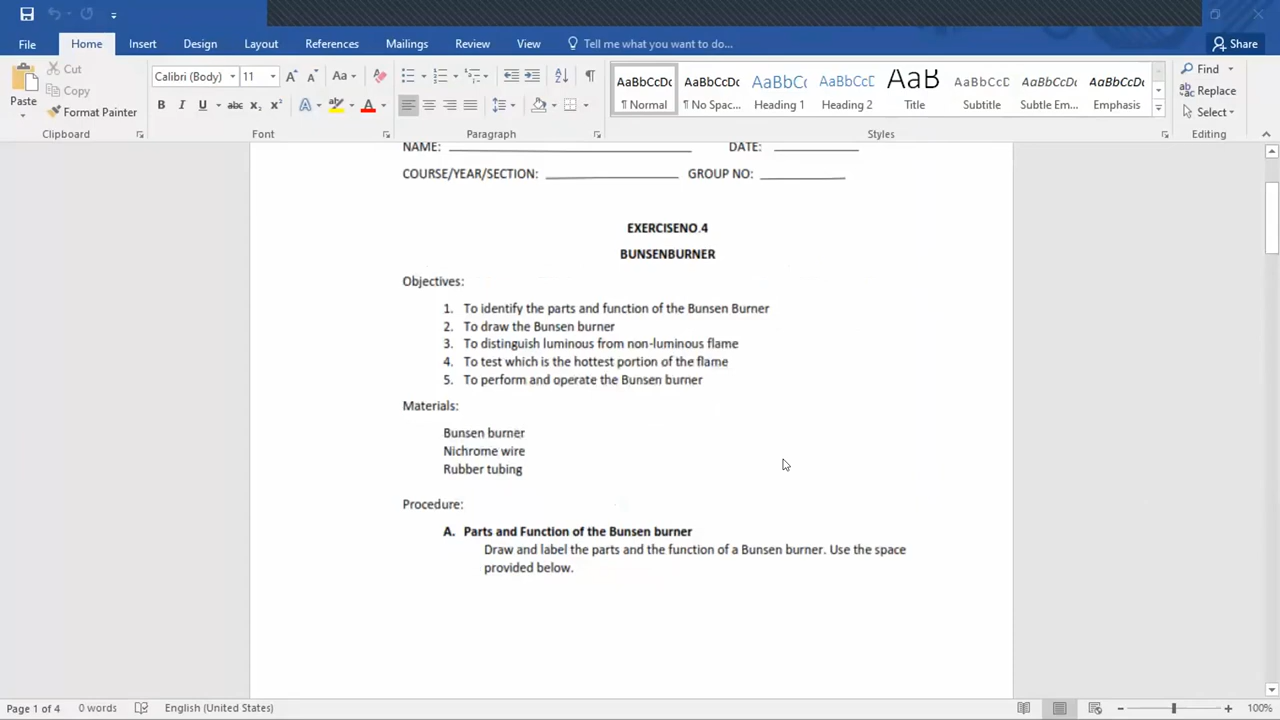 File Home Insert Design Layout References Mailings Review View Tell me what you want to do... Share
Paste Cut Copy Format Painter
Clipboard
Calibri (Body) 11 A A Aa
B I U abc X₂ X² A A
Font
Paragraph
AaBbCcDc AaBbCcDc AaBbC AaBbCcD AaB AaBbCcD AaBbCcDc AaBbCcDc
¶ Normal ¶ No Spac... Heading Heading Title Subtitle Subtle Em... Emphasis
Styles
Find
Replace
Select
Editing
NAME: DATE:
COURSE/YEAR/SECTION: GROUP NO:
EXERCISENO.4
BUNSENBURNER
Objectives:
1. To identify the parts and function of the Bunsen Burner
2. To draw the Bunsen burner
3. To distinguish luminous from non-luminous flame
4. To test which is the hottest portion of the flame
5. To perform and operate the Bunsen burner
Materials:
Bunsen burner
Nichrome wire
Rubber tubing
Procedure:
A. Parts and Function of the Bunsen burner
Draw and label the parts and the function of a Bunsen burner. Use the space
provided below.
Page 1 of 4 0 words English (United States) 100%